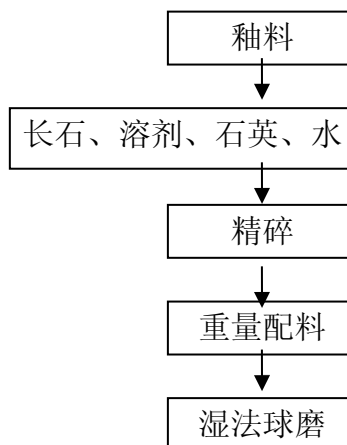 釉料
长石、溶剂、石英、水
精碎
重量配料
湿法球磨